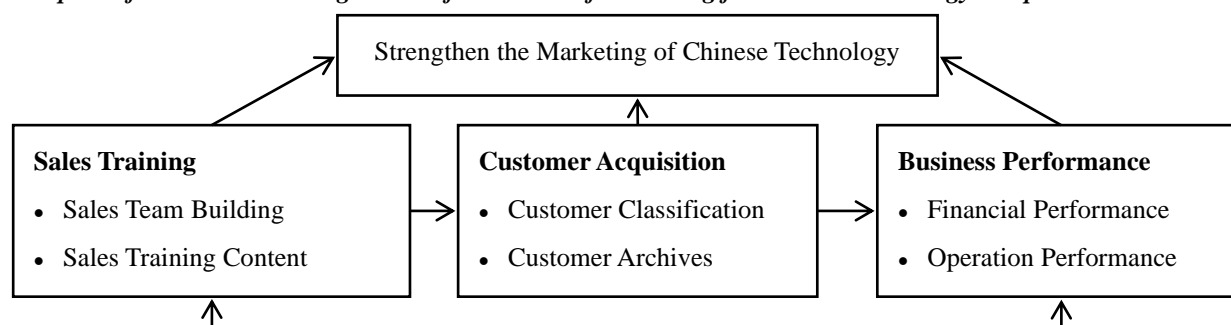 Strengthen the Marketing of Chinese Technology
Sales Training
• Sales Team Building
• Sales Training Content
Customer Acquisition
• Customer Classification
• Customer Archives
Business Performance
• Financial Performance
• Operation Performance